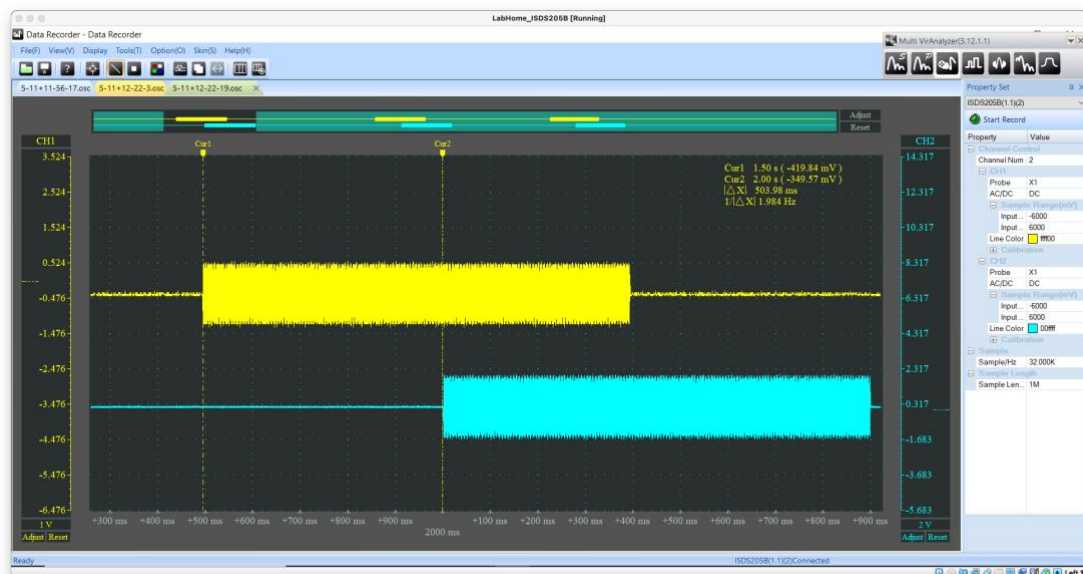 LabHome_ISDS205B [Running]
Data Recorder - Data Recorder
Multi VirAnalyzer(3.12.1.1)
File(F) View(V) Display Tools(T) Option(O) Skin(S) Help(H)
5-11+11-56-17.osc 5-11+12-22-3.osc 5-11+12-22-19.osc
Property Set
ISDS205B(1.1)(2)
Start Record
Property Value
Channel Control
Channel Num 2
CH1
Probe X1
AC/DC DC
Sample Range(mV)
Input ... -6000
Input ... 6000
Line Color ffff00
Calibration
CH2
Probe X1
AC/DC DC
Sample Range(mV)
Input ... -6000
Input ... 6000
Line Color 00ffff
Calibration
Sample
Sample/Hz 32.000K
Sample Length
Sample Len... 1M
Adjust
Reset
CH1
3.524
2.524
1.524
0.524
-0.476
-1.476
-2.476
-3.476
-4.476
-5.476
-6.476
1 V
Adjust Reset
Cur1 Cur2
Cur1 1.50 s ( -419.84 mV )
Cur2 2.00 s ( -349.57 mV )
|△X| 503.98 ms
1/|△X| 1.984 Hz
CH2
14.317
12.317
10.317
8.317
6.317
4.317
2.317
0.317
-1.683
-3.683
-5.683
2 V
Adjust Reset
+300 ms +400 ms +500 ms +600 ms +700 ms +800 ms +900 ms +100 ms +200 ms +300 ms +400 ms +500 ms +600 ms +700 ms +800 ms +900 ms
2000 ms
Ready
ISDS205B(1.1)(2)Connected